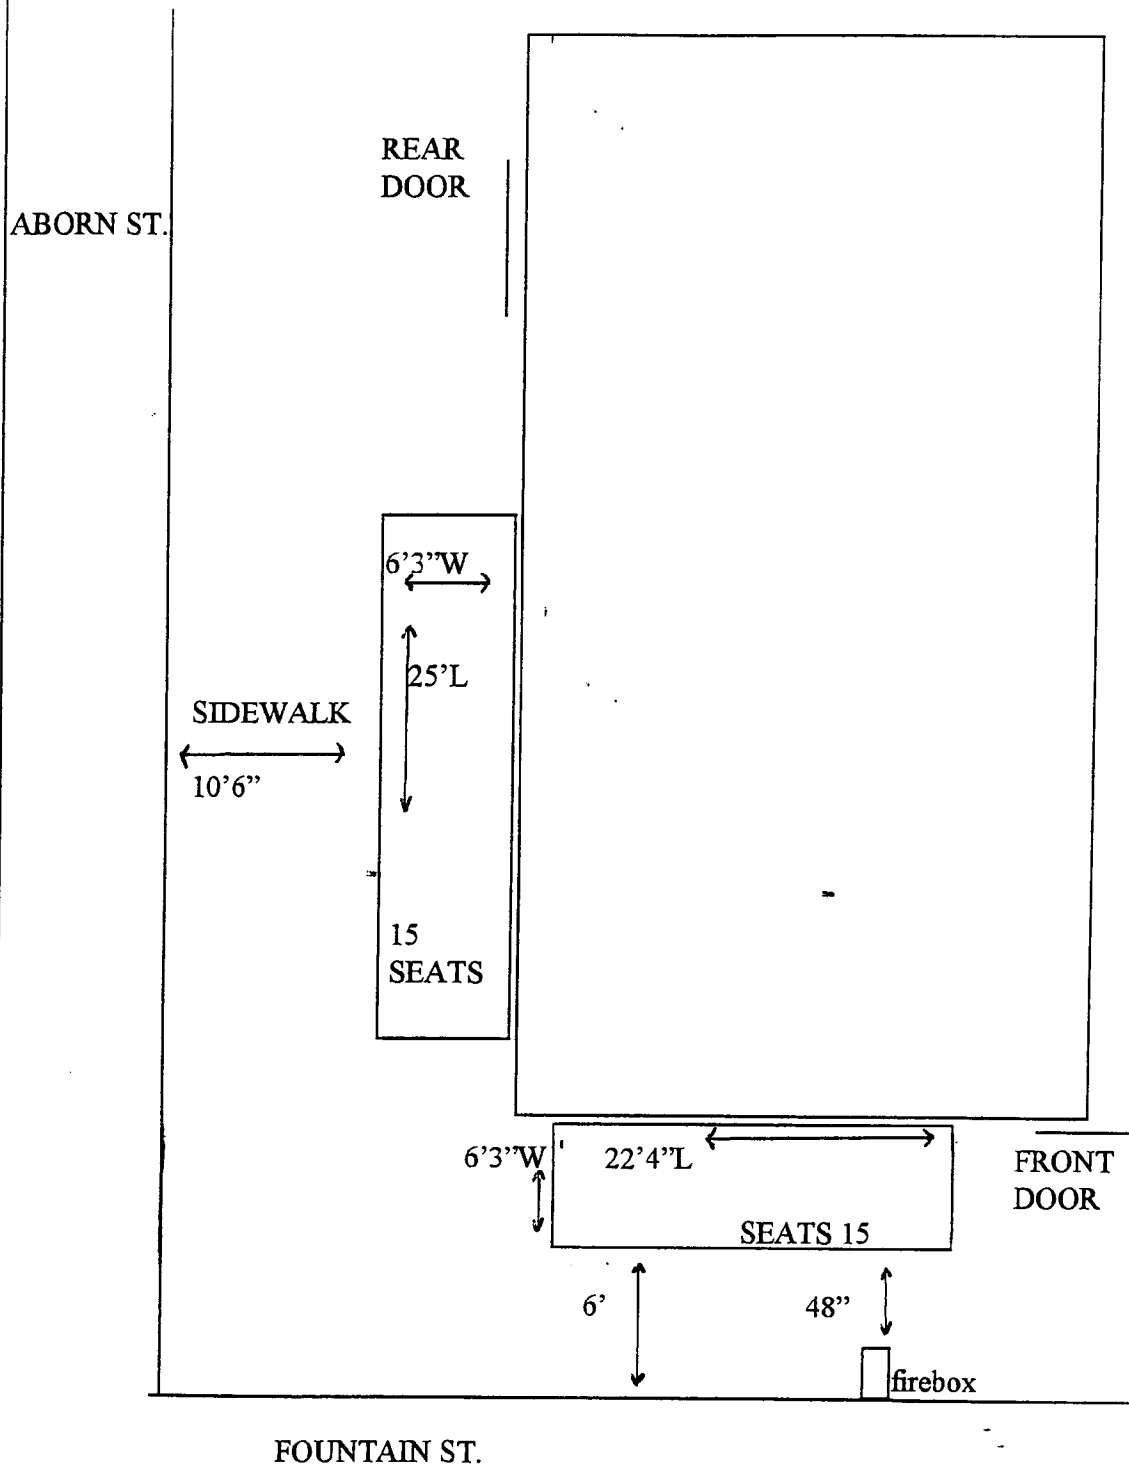 REAR
DOOR
ABORN ST.
6’3”W
25’L
SIDEWALK
10’6”
15
SEATS
6’3”W
22’4”L
FRONT
DOOR
SEATS 15
6’
48”
firebox
FOUNTAIN ST.